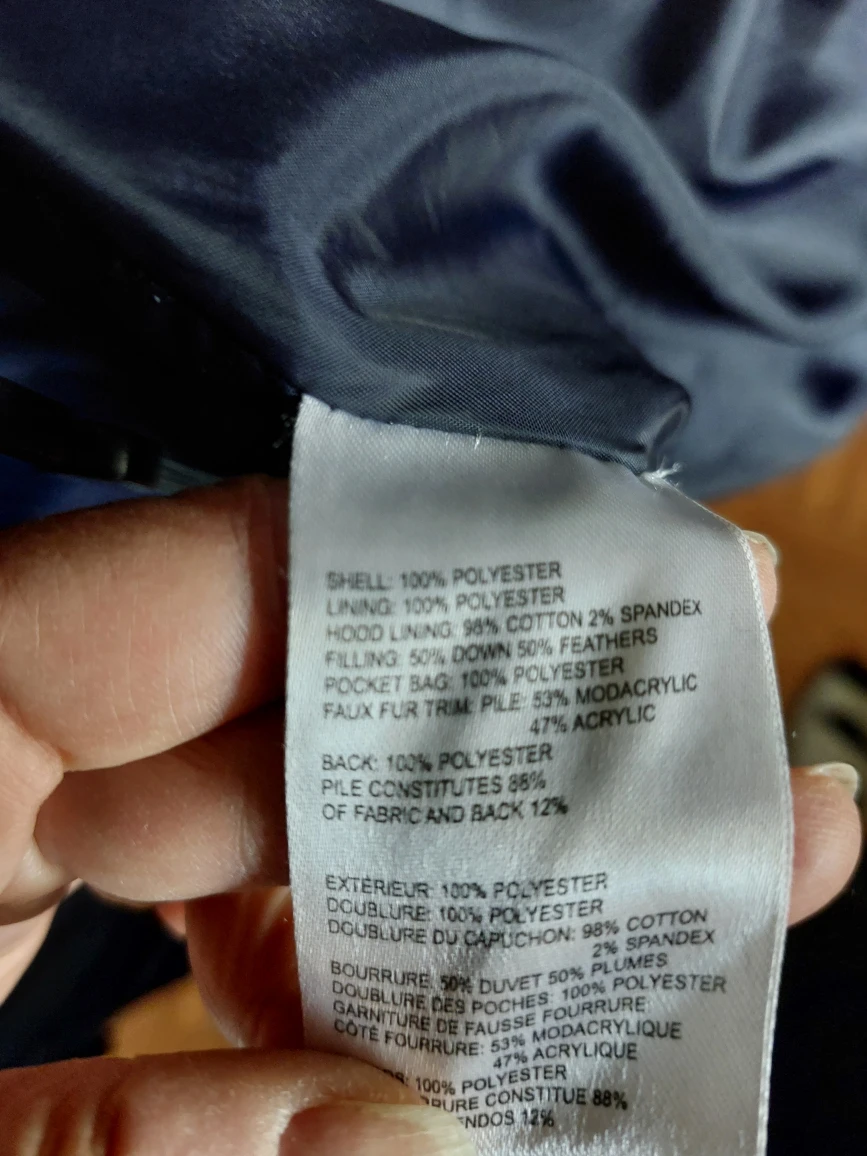 SHELL: 100% POLYESTER
LINING: 100% POLYESTER
HOOD LINING: 98% COTTON 2% SPANDEX
FILLING: 50% DOWN 50% FEATHERS
POCKET BAG: 100% POLYESTER
FAUX FUR TRIM: PILE: 53% MODACRYLIC
47% ACRYLIC
BACK: 100% POLYESTER
PILE CONSTITUTES 88%
OF FABRIC AND BACK 12%
EXTÉRIEUR: 100% POLYESTER
DOUBLURE: 100% POLYESTER
DOUBLURE DU CAPUCHON: 98% COTTON
2% SPANDEX
BOURRURE: 50% DUVET 50% PLUMES
DOUBLURE DES POCHES: 100% POLYESTER
GARNITURE DE FAUSSE FOURRURE:
CÔTÉ FOURRURE: 53% MODACRYLIQUE
47% ACRYLIQUE
100% POLYESTER
CONSTITUE 88%
12%